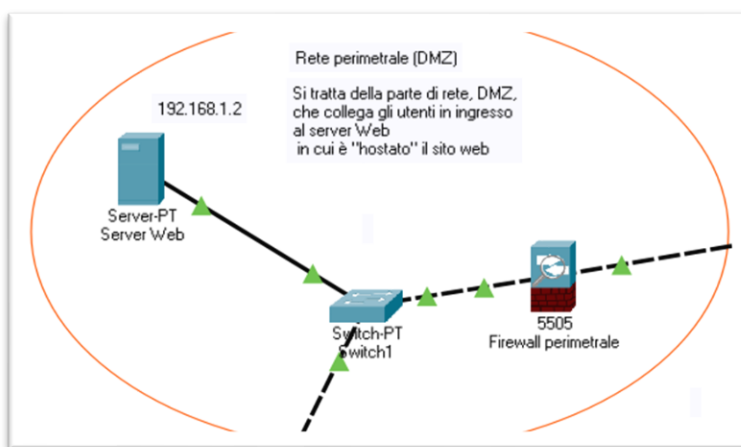 Rete perimetrale (DMZ)
Si tratta della parte di rete, DMZ,
che collega gli utenti in ingresso
al server Web
in cui è "hostato" il sito web
192.168.1.2
Server-PT
Server Web
Switch-PT
Switch1
5505
Firewall perimetrale